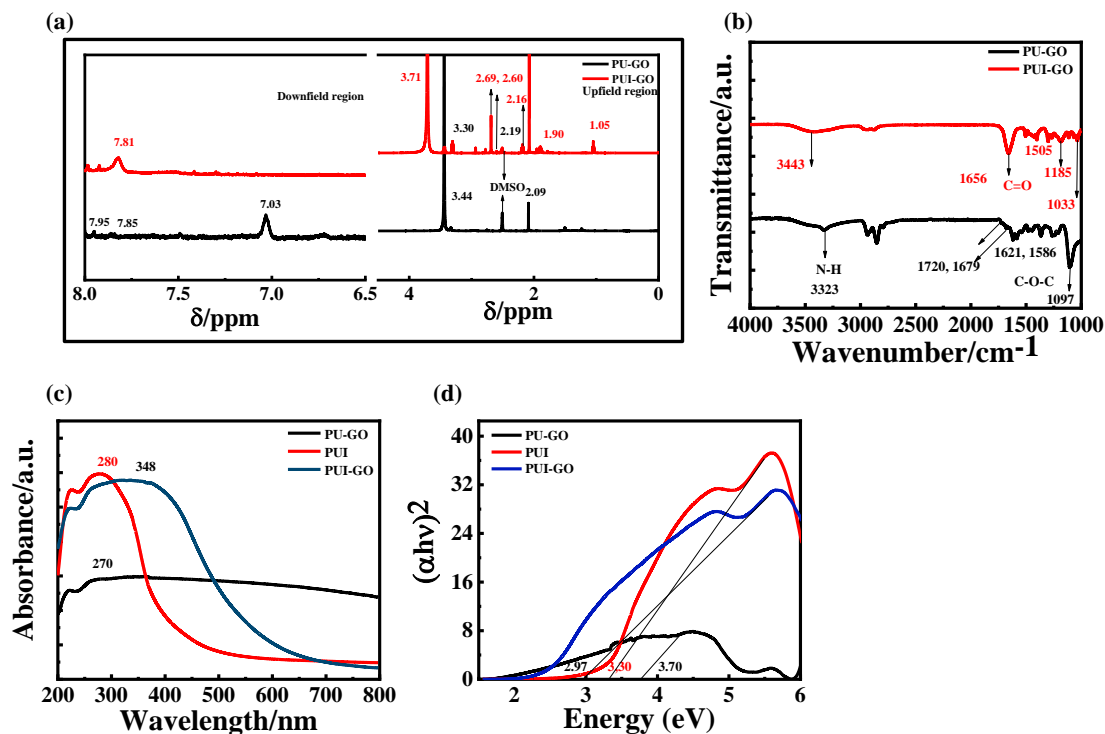 (a)
PU-GO
PUI-GO
Downfield region
Upfield region
3.71
2.69, 2.60
2.16
3.30
2.19
1.90
1.05
7.81
DMSO
3.44
2.09
7.95 7.85
7.03
8.0 7.5 7.0 6.5 4 2 0
δ/ppm δ/ppm
(b)
PU-GO
PUI-GO
Transmittance/a.u.
3443
1656
C=O
1505
1185
1033
N-H
3323
1720, 1679
1621, 1586
C-O-C
1097
4000 3500 3000 2500 2000 1500 1000
Wavenumber/cm-1
(c)
PU-GO
PUI
PUI-GO
Absorbance/a.u.
280
348
270
200 300 400 500 600 700 800
Wavelength/nm
(d)
PU-GO
PUI
PUI-GO
(αhν)2
40
32
24
16
8
0
2.97
3.30
3.70
2 3 4 5 6
Energy (eV)